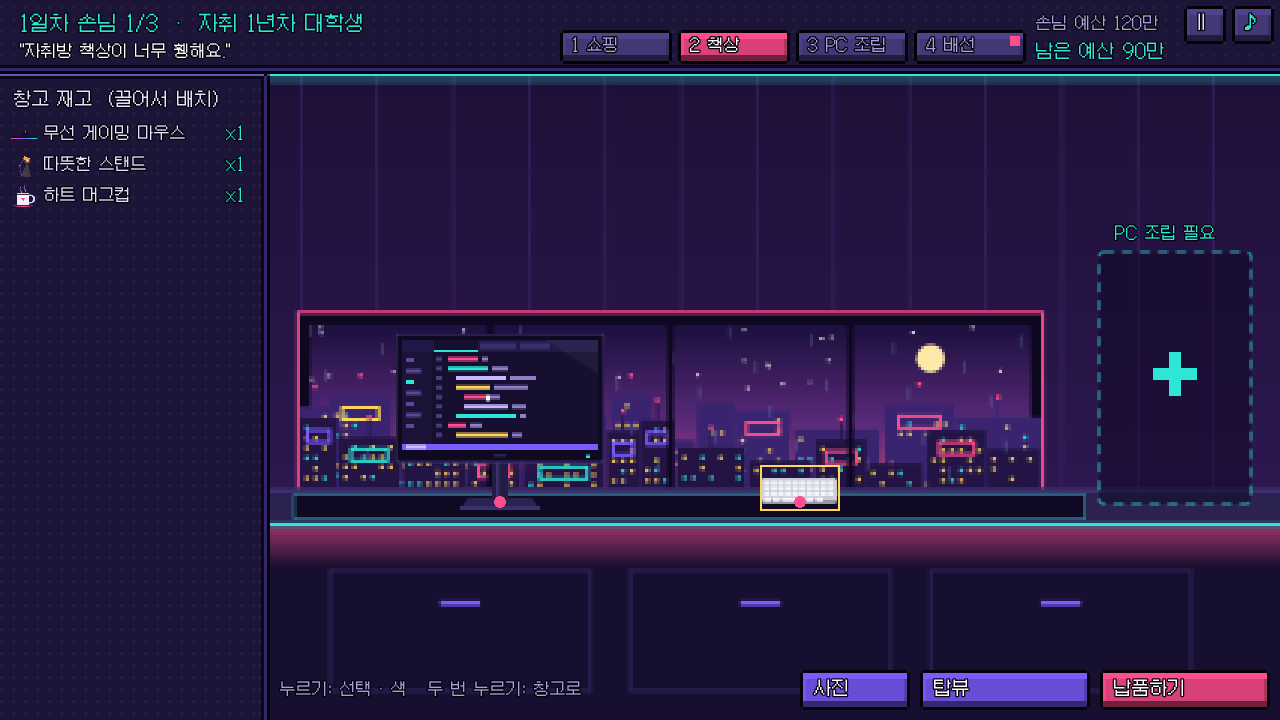 1일차 손님 1/3 · 자취 1년차 대학생
"자취방 책상이 너무 휑해요."
1 쇼핑
2 책상
3 PC 조립
4 배선
손님 예산 120만
남은 예산 90만
창고 재고 (끌어서 배치)
무선 게이밍 마우스 x1
따뜻한 스탠드 x1
하트 머그컵 x1
PC 조립 필요
누르기: 선택 · 색 두 번 누르기: 창고로
사진
탑뷰
납품하기